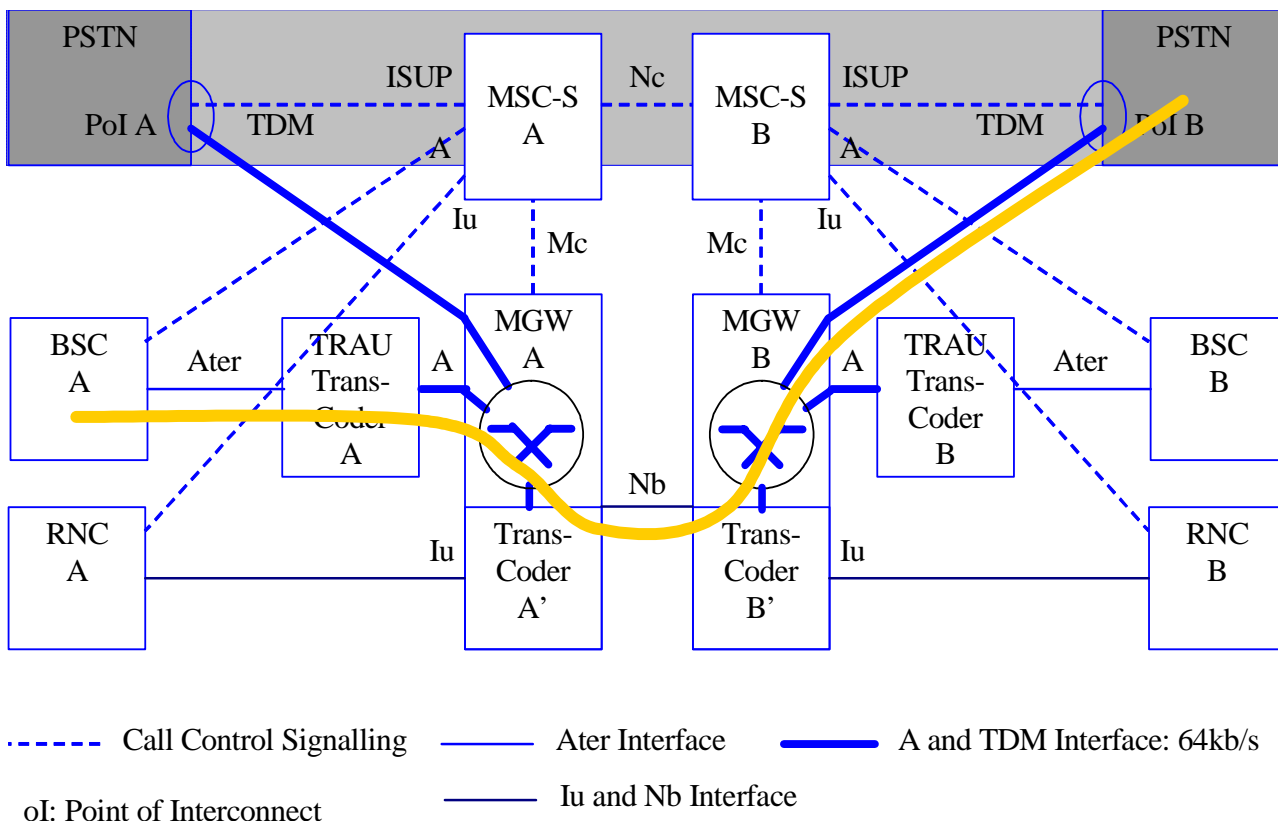 PSTN
PSTN
ISUP
Nc
ISUP
MSC-S
A
MSC-S
B
PoI A
TDM
TDM
PoI B
A
A
Iu
Iu
Mc
Mc
BSC
A
Ater
TRAU
Trans-
Coder
A
A
MGW
A
MGW
B
A
TRAU
Trans-
Coder
B
Ater
BSC
B
Nb
RNC
A
Iu
Trans-
Coder
A’
Trans-
Coder
B’
Iu
RNC
B
Call Control Signalling
Ater Interface
A and TDM Interface: 64kb/s
oI: Point of Interconnect
Iu and Nb Interface